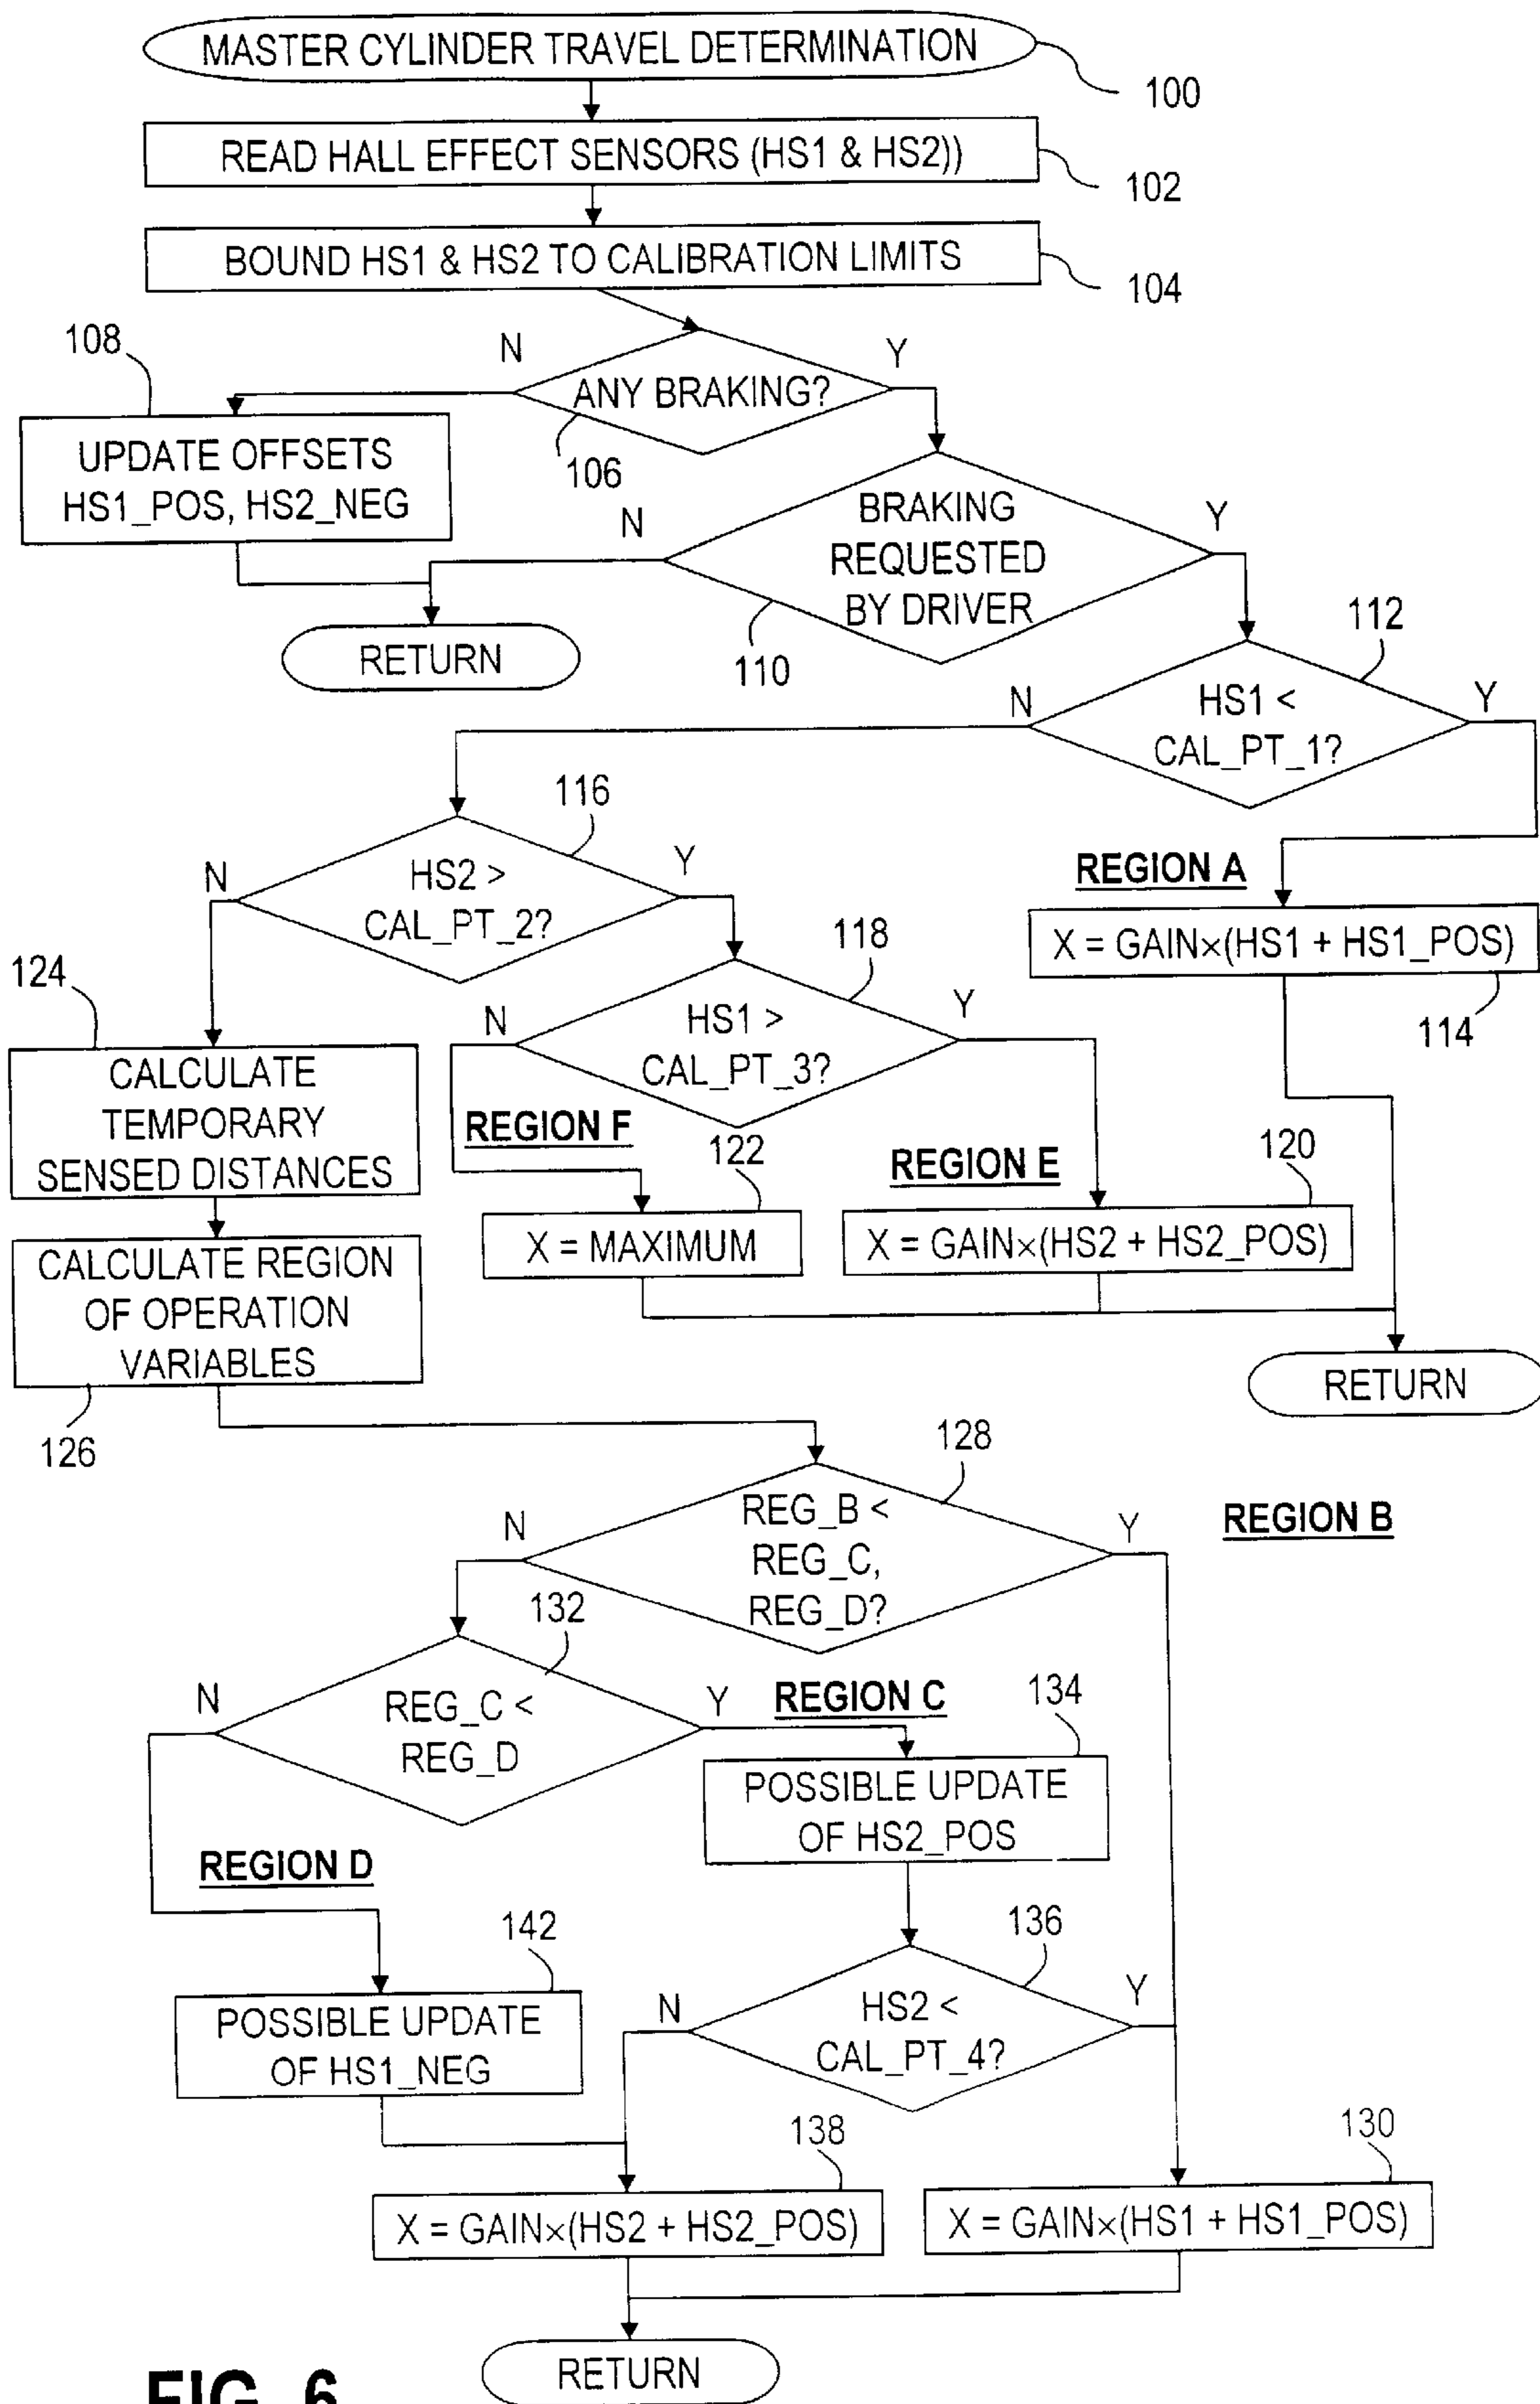 MASTER CYLINDER TRAVEL DETERMINATION
100
READ HALL EFFECT SENSORS (HS1 & HS2))
102
BOUND HS1 & HS2 TO CALIBRATION LIMITS
104
108
N
ANY BRAKING?
Y
106
UPDATE OFFSETS
HS1_POS, HS2_NEG
N
BRAKING
REQUESTED
BY DRIVER
Y
110
RETURN
112
N
HS1 <
CAL_PT_1?
Y
116
N
HS2 >
CAL_PT_2?
Y
REGION A
X = GAIN×(HS1 + HS1_POS)
114
118
N
HS1 >
CAL_PT_3?
Y
124
CALCULATE
TEMPORARY
SENSED DISTANCES
REGION F
122
X = MAXIMUM
REGION E
120
X = GAIN×(HS2 + HS2_POS)
CALCULATE REGION
OF OPERATION
VARIABLES
126
RETURN
128
N
REG_B <
REG_C,
REG_D?
Y
REGION B
132
N
REG_C <
REG_D
Y
REGION C
134
POSSIBLE UPDATE
OF HS2_POS
REGION D
142
POSSIBLE UPDATE
OF HS1_NEG
136
N
HS2 <
CAL_PT_4?
Y
138
X = GAIN×(HS2 + HS2_POS)
130
X = GAIN×(HS1 + HS1_POS)
RETURN
FIG. 6